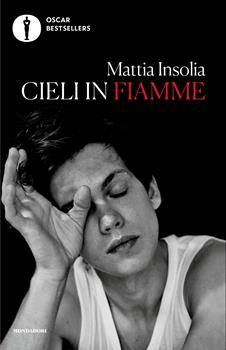 OSCAR
BESTSELLERS
Mattia Insolia
CIELI IN FIAMME
MONDADORI